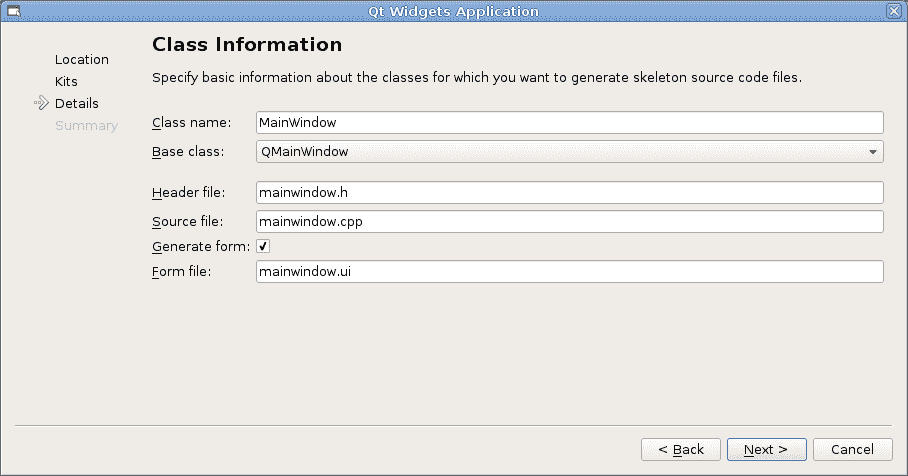 Qt Widgets Application
Location
Kits
Details
Summary
Class Information
Specify basic information about the classes for which you want to generate skeleton source code files.
Class name: MainWindow
Base class: QMainWindow
Header file: mainwindow.h
Source file: mainwindow.cpp
Generate form:
Form file: mainwindow.ui
< Back Next > Cancel